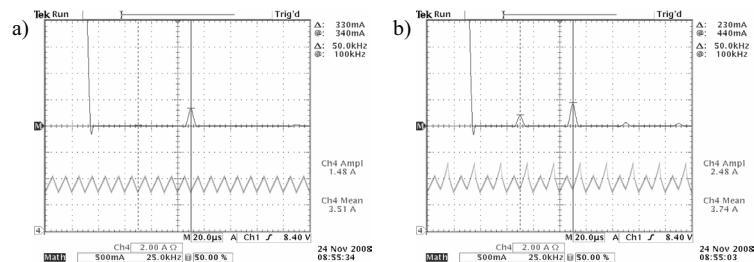 a)
Tek Run
Trig'd
Δ: 330mA
@: 340mA
Δ: 50.0kHz
@: 100kHz
M
Ch4 Ampl
1.48 A
Ch4 Mean
3.51 A
4
Ch4 2.00 A Ω M 20.0µs A Ch1 ʃ 8.40 V
Math 500mA 25.0kHz 50.00 %
24 Nov 2008
08:55:34
b)
Tek Run
Trig'd
Δ: 230mA
@: 440mA
Δ: 50.0kHz
@: 100kHz
M
Ch4 Ampl
2.48 A
Ch4 Mean
3.74 A
4
Ch4 2.00 A Ω M 20.0µs A Ch1 ʃ 8.40 V
Math 500mA 25.0kHz 50.00 %
24 Nov 2008
08:55:03